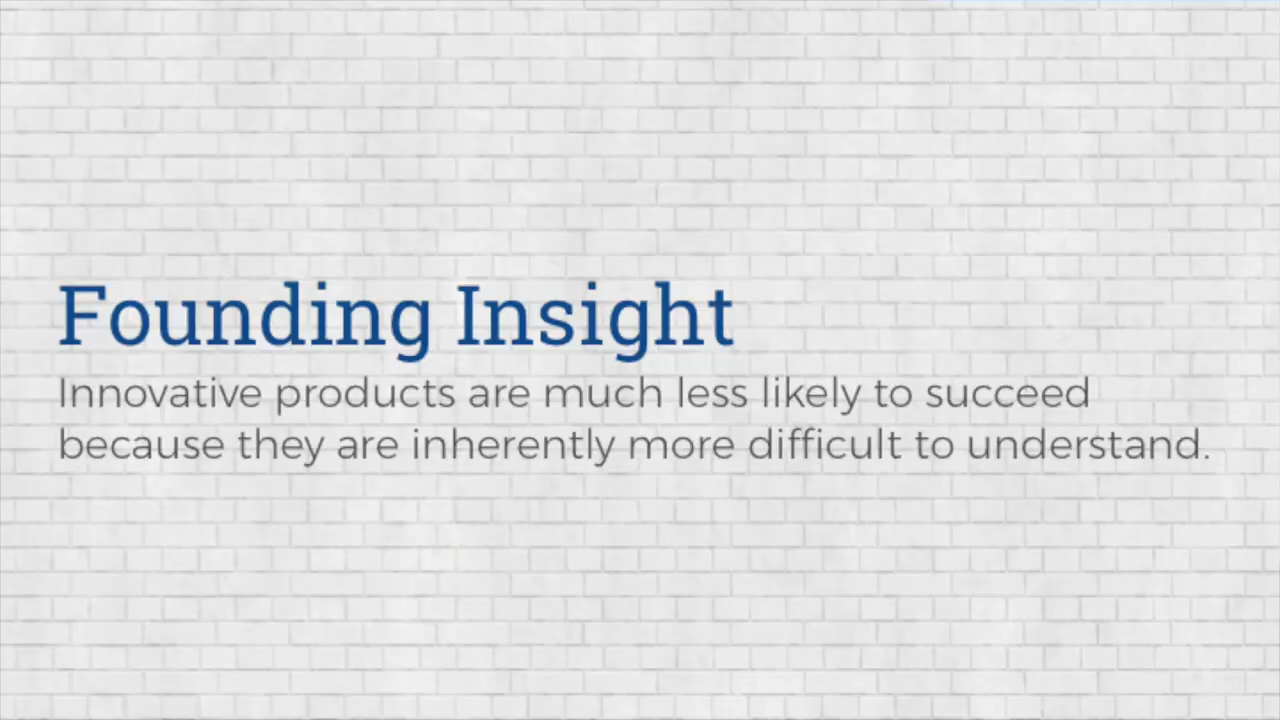 Founding Insight
Innovative products are much less likely to succeed
because they are inherently more difficult to understand.